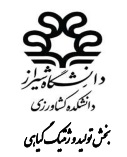 دانشگاه شیراز
دانشکده کشاورزی
بخش تولید و ژنتیک گیاهی